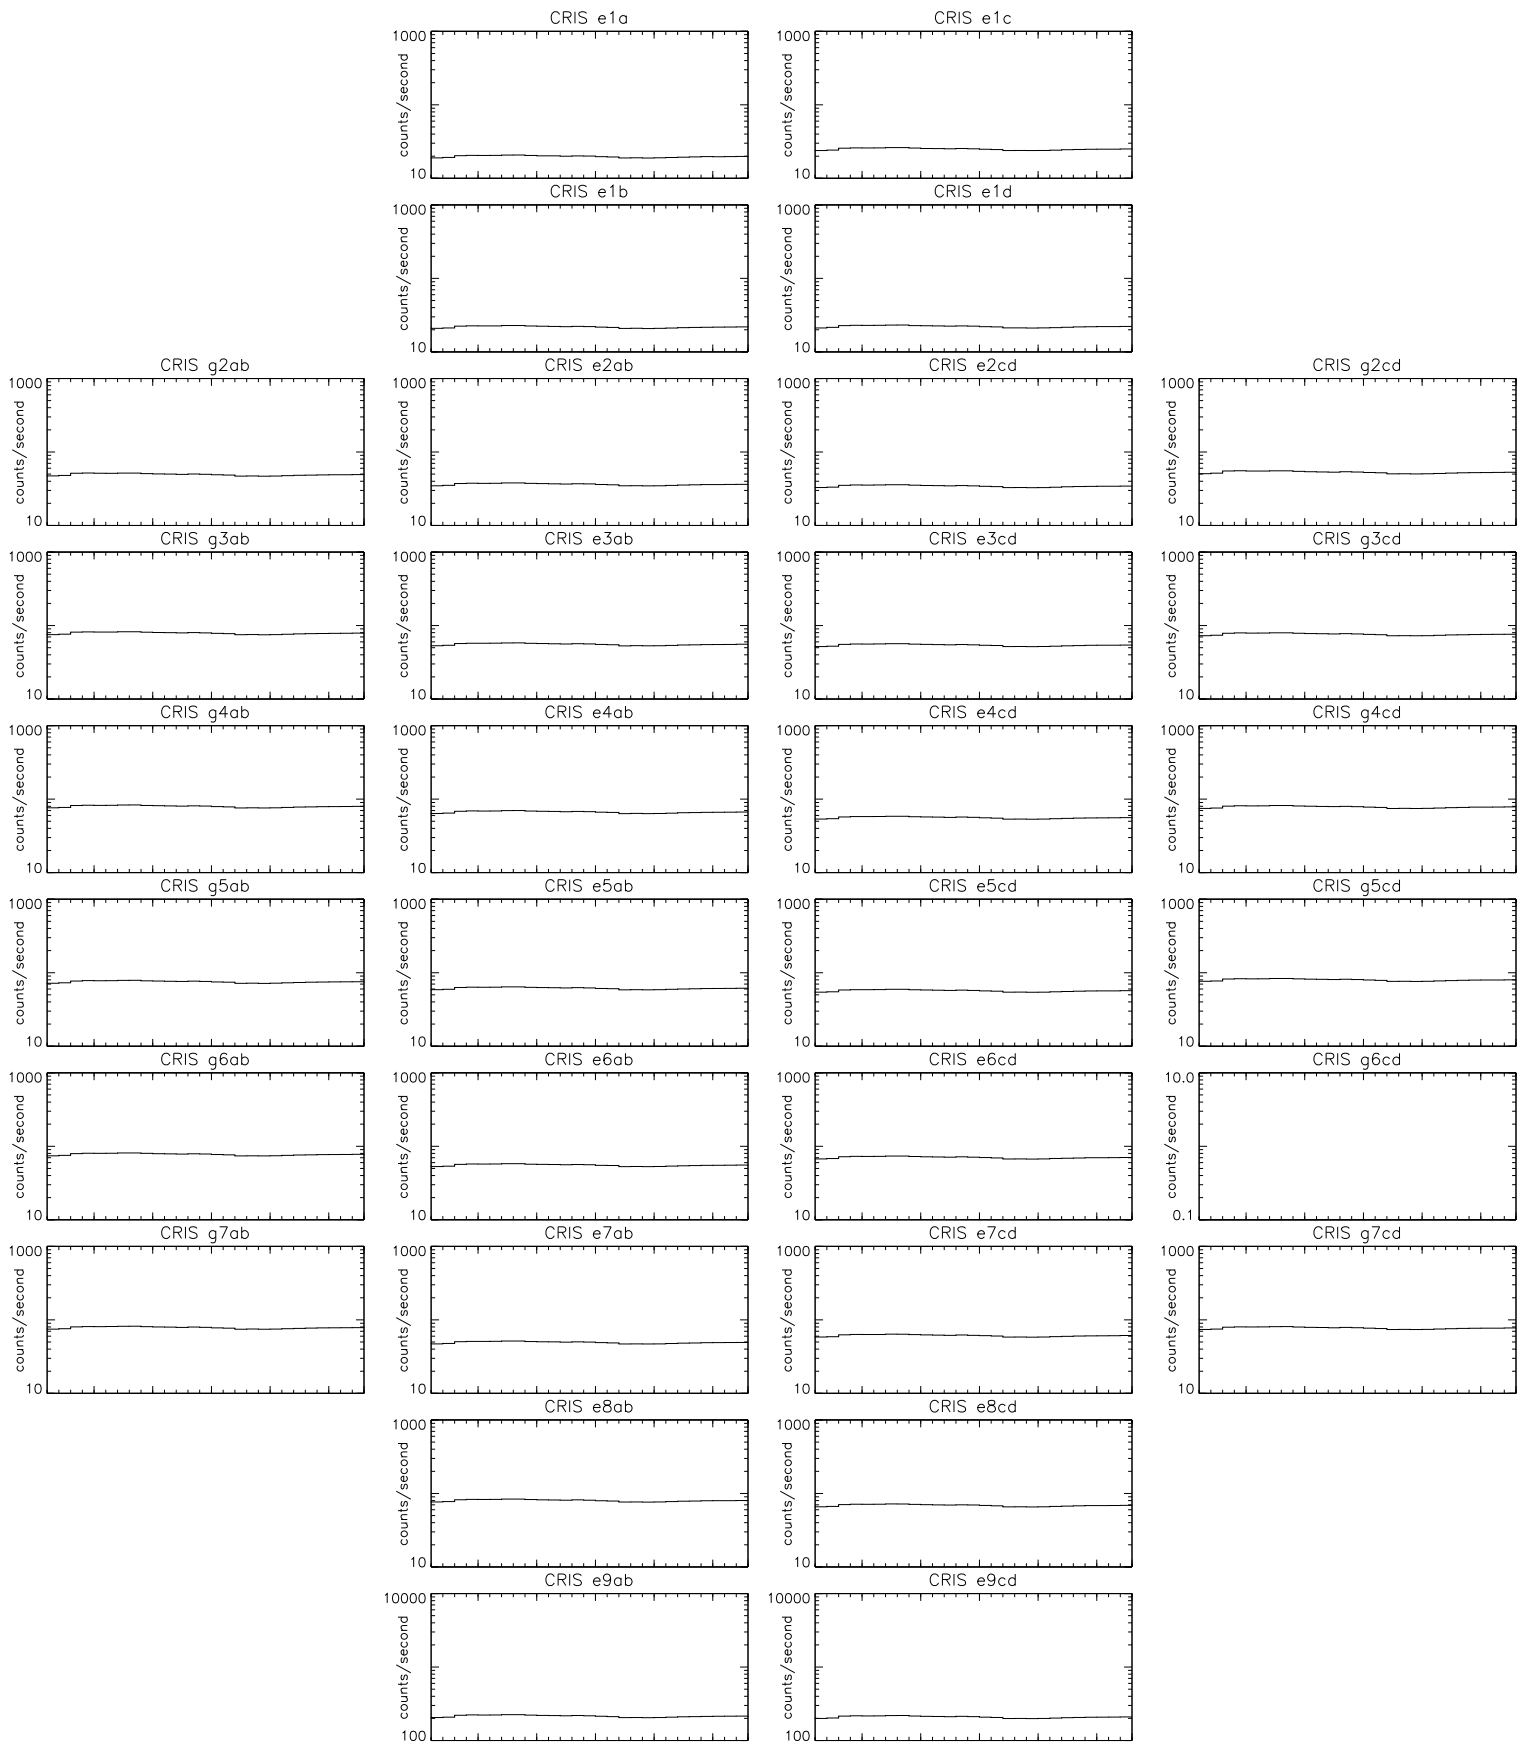 CRIS e1a
CRIS e1c
1000
counts/second
10
1000
counts/second
10
CRIS e1b
CRIS e1d
1000
counts/second
10
1000
counts/second
10
CRIS g2ab
CRIS e2ab
CRIS e2cd
CRIS g2cd
1000
counts/second
10
1000
counts/second
10
1000
counts/second
10
1000
counts/second
10
CRIS g3ab
CRIS e3ab
CRIS e3cd
CRIS g3cd
1000
counts/second
10
1000
counts/second
10
1000
counts/second
10
1000
counts/second
10
CRIS g4ab
CRIS e4ab
CRIS e4cd
CRIS g4cd
1000
counts/second
10
1000
counts/second
10
1000
counts/second
10
1000
counts/second
10
CRIS g5ab
CRIS e5ab
CRIS e5cd
CRIS g5cd
1000
counts/second
10
1000
counts/second
10
1000
counts/second
10
1000
counts/second
10
CRIS g6ab
CRIS e6ab
CRIS e6cd
CRIS g6cd
1000
counts/second
10
1000
counts/second
10
1000
counts/second
10
10.0
counts/second
0.1
CRIS g7ab
CRIS e7ab
CRIS e7cd
CRIS g7cd
1000
counts/second
10
1000
counts/second
10
1000
counts/second
10
1000
counts/second
10
CRIS e8ab
CRIS e8cd
1000
counts/second
10
1000
counts/second
10
CRIS e9ab
CRIS e9cd
10000
counts/second
100
10000
counts/second
100